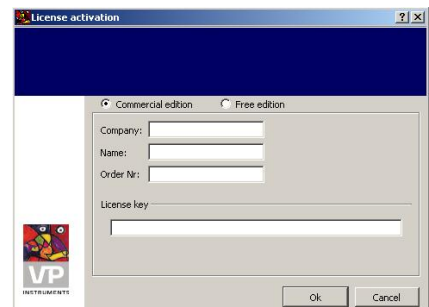 License activation
Commercial edition Free edition
Company:
Name:
Order Nr:
License key
VP
INSTRUMENTS
Ok Cancel